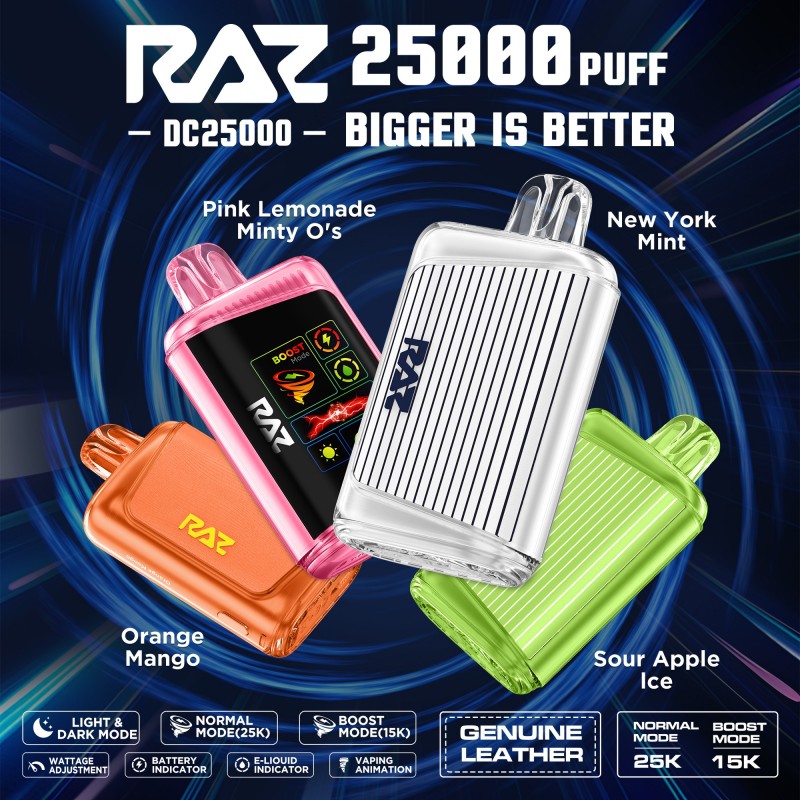 RAZ 25000 PUFF
– DC25000 – BIGGER IS BETTER
Pink Lemonade
Minty O's
New York
Mint
BOOST
Mode
RAZ
RAZ
RAZ
Orange
Mango
Sour Apple
Ice
LIGHT &
DARK MODE
NORMAL
MODE(25K)
BOOST
MODE(15K)
WATTAGE
ADJUSTMENT
BATTERY
INDICATOR
E-LIQUID
INDICATOR
VAPING
ANIMATION
GENUINE
LEATHER
NORMAL
MODE
25K
BOOST
MODE
15K